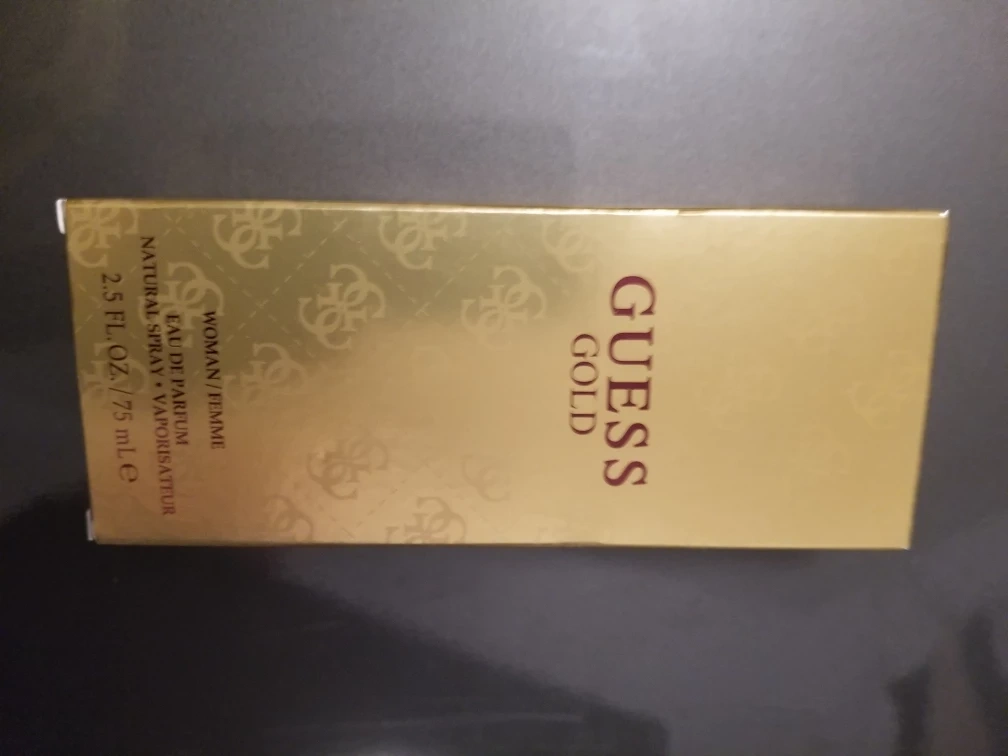 GUESS
GOLD
WOMAN / FEMME
EAU DE PARFUM
NATURAL SPRAY • VAPORISATEUR
2.5 FL. OZ. / 75 mL ℮